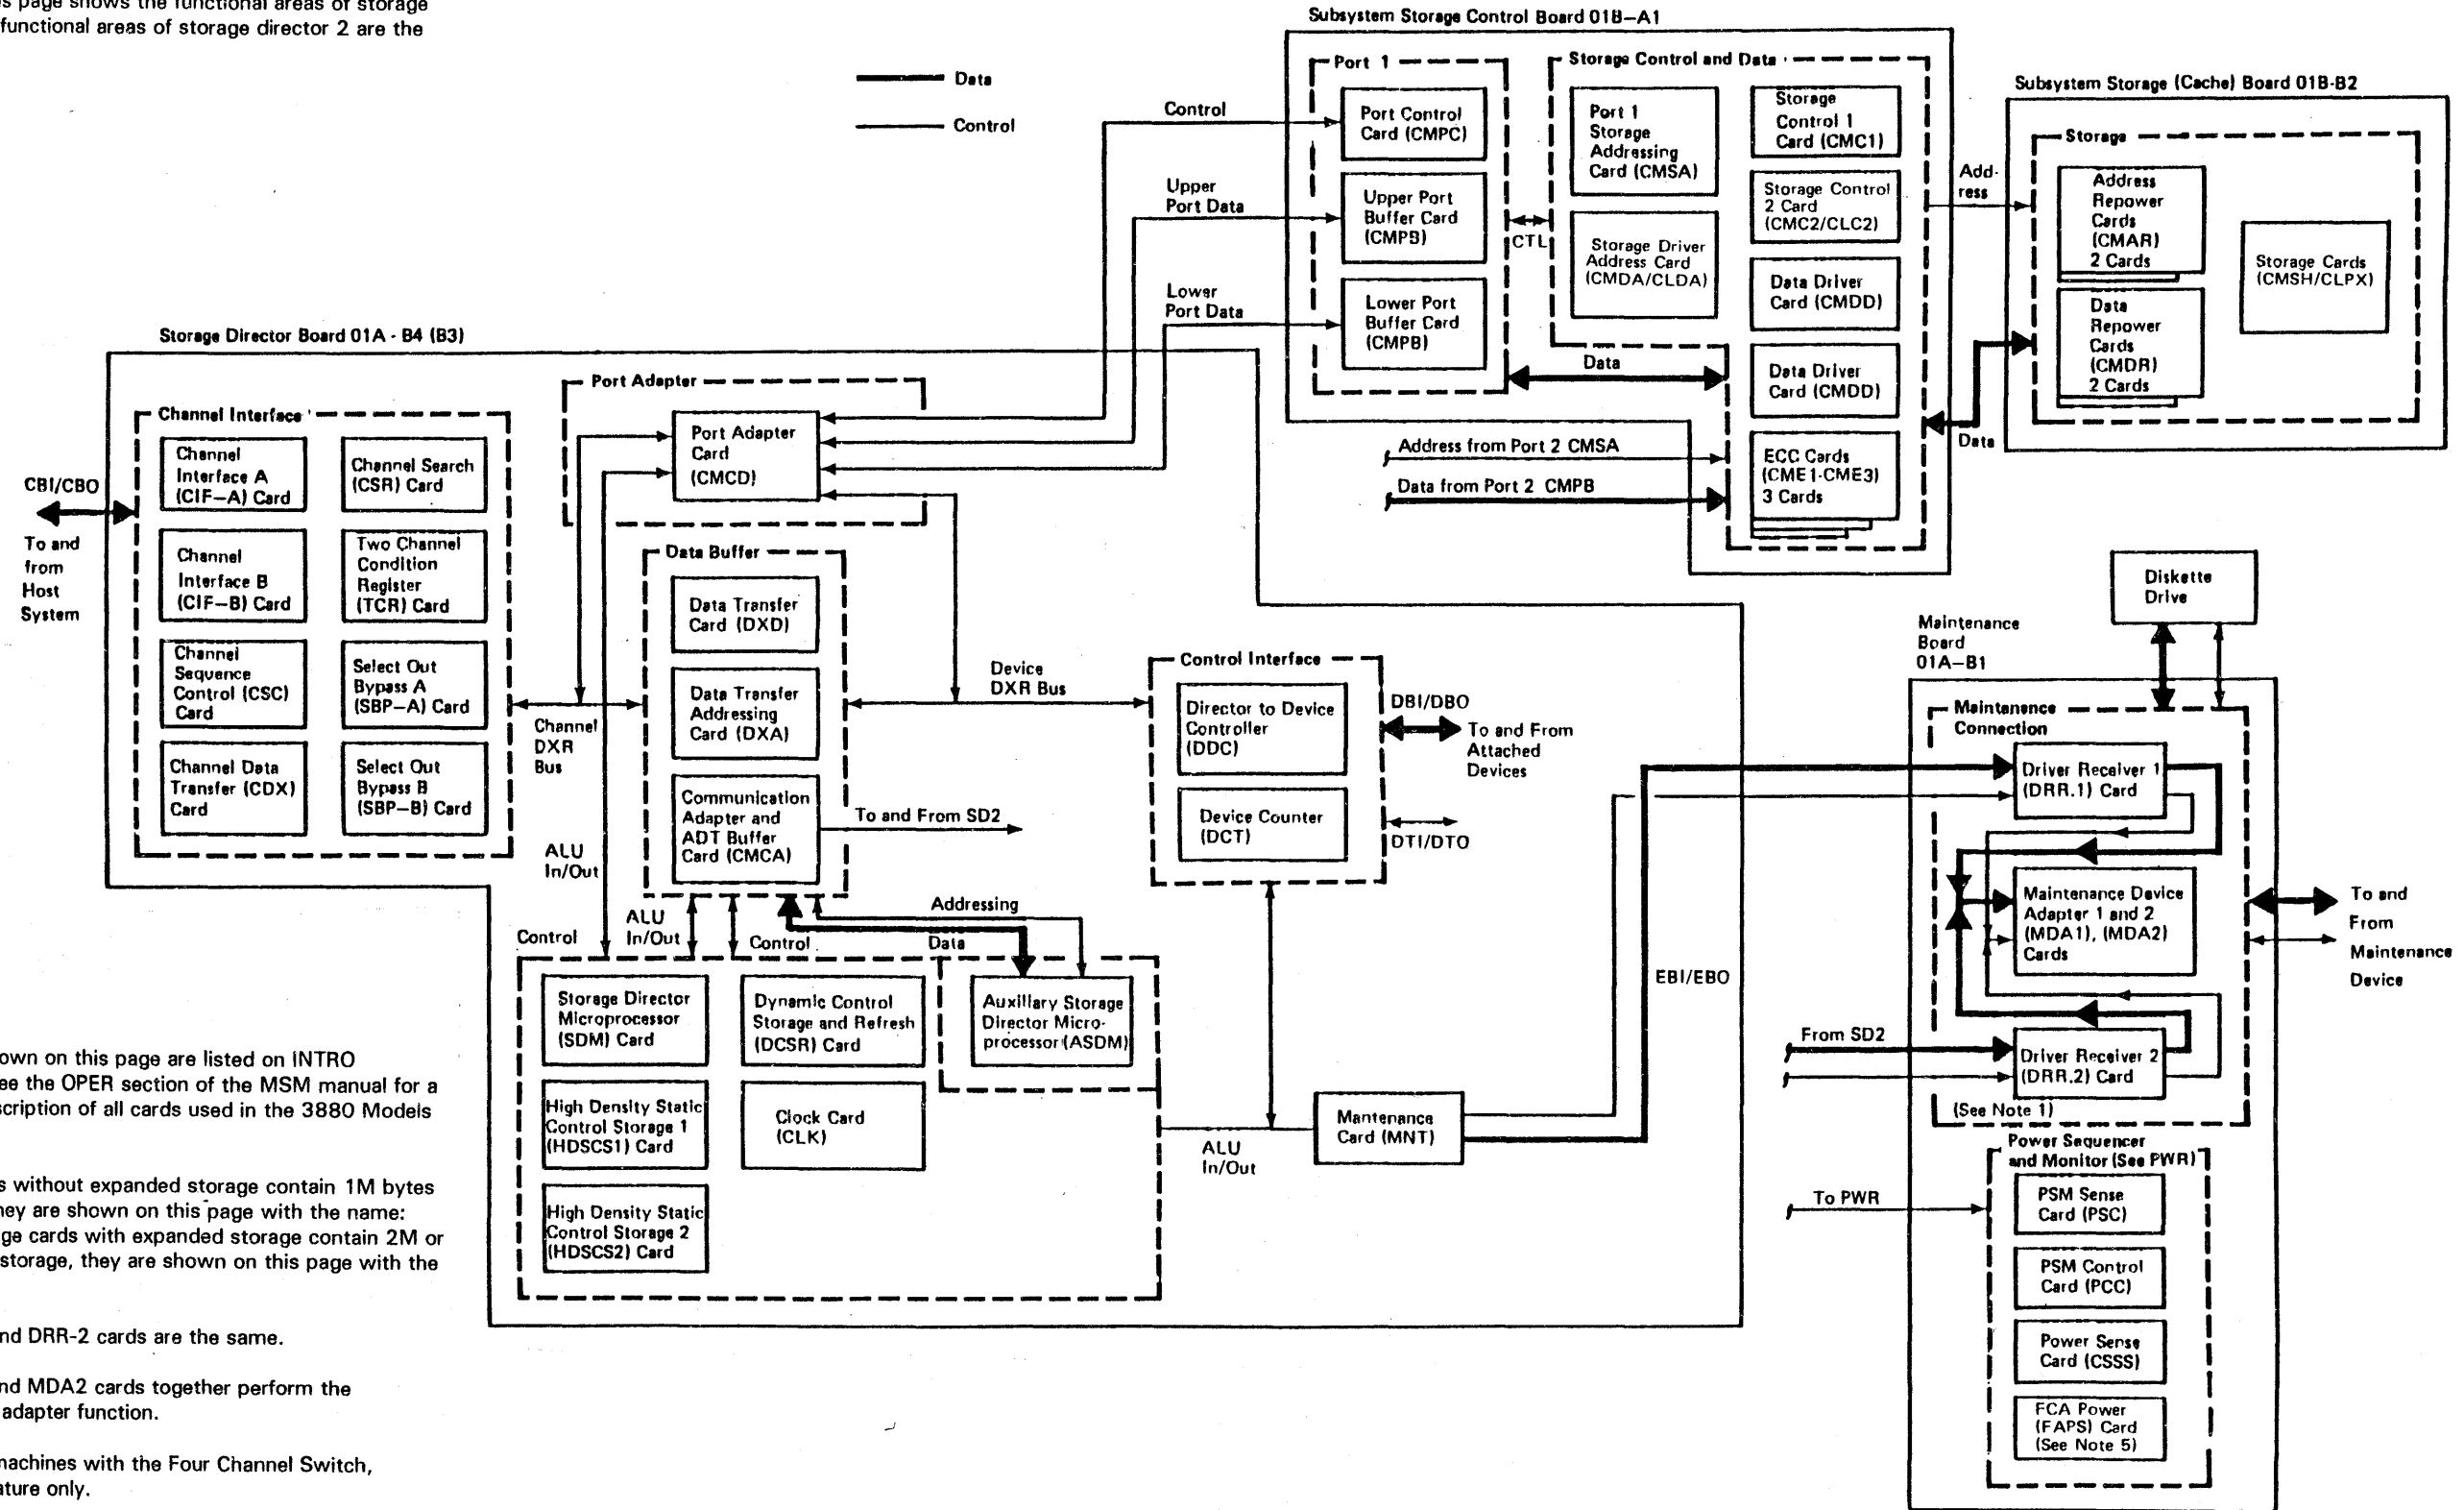 s page shows the functional areas of storage
functional areas of storage director 2 are the
Data
Control
Subsystem Storage Control Board 01B-A1
Port 1
Port Control
Card (CMPC)
Upper Port
Buffer Card
(CMPB)
Lower Port
Buffer Card
(CMPB)
Control
Upper
Port Data
Lower
Port Data
CTL
Data
Storage Control and Data
Port 1
Storage
Addressing
Card (CMSA)
Storage Driver
Address Card
(CMDA/CLDA)
Storage
Control 1
Card (CMC1)
Storage Control
2 Card
(CMC2/CLC2)
Data Driver
Card (CMDD)
Data Driver
Card (CMDD)
ECC Cards
(CME1-CME3)
3 Cards
Address from Port 2 CMSA
Data from Port 2 CMPB
Add-
ress
Data
Subsystem Storage (Cache) Board 01B-B2
Storage
Address
Repower
Cards
(CMAR)
2 Cards
Data
Repower
Cards
(CMDR)
2 Cards
Storage Cards
(CMSH/CLPX)
Storage Director Board 01A - B4 (B3)
CBI/CBO
To and
from
Host
System
Channel Interface
Channel
Interface A
(CIF-A) Card
Channel
Interface B
(CIF-B) Card
Channel
Sequence
Control (CSC)
Card
Channel Data
Transfer (CDX)
Card
Channel Search
(CSR) Card
Two Channel
Condition
Register
(TCR) Card
Select Out
Bypass A
(SBP-A) Card
Select Out
Bypass B
(SBP-B) Card
Channel
DXR
Bus
ALU
In/Out
Port Adapter
Port Adapter
Card
(CMCD)
Data Buffer
Data Transfer
Card (DXD)
Data Transfer
Addressing
Card (DXA)
Communication
Adapter and
ADT Buffer
Card (CMCA)
To and From SD2
Device
DXR Bus
Control Interface
Director to Device
Controller
(DDC)
Device Counter
(DCT)
DBI/DBO
To and From
Attached
Devices
DTI/DTO
Control
ALU
In/Out
Control
Data
Addressing
Storage Director
Microprocessor
(SDM) Card
Dynamic Control
Storage and Refresh
(DCSR) Card
Auxillary Storage
Director Micro-
processor (ASDM)
High Density Static
Control Storage 1
(HDSCS1) Card
Clock Card
(CLK)
High Density Static
Control Storage 2
(HDSCS2) Card
ALU
In/Out
Mantenance
Card (MNT)
EBI/EBO
Diskette
Drive
Maintenance
Board
01A-B1
Maintenance
Connection
Driver Receiver 1
(DRR.1) Card
Maintenance Device
Adapter 1 and 2
(MDA1), (MDA2)
Cards
Driver Receiver 2
(DRR.2) Card
(See Note 1)
From SD2
To and
From
Maintenance
Device
Power Sequencer
and Monitor (See PWR)
To PWR
PSM Sense
Card (PSC)
PSM Control
Card (PCC)
Power Sense
Card (CSSS)
FCA Power
(FAPS) Card
(See Note 5)
own on this page are listed on INTRO
ee the OPER section of the MSM manual for a
scription of all cards used in the 3880 Models
s without expanded storage contain 1M bytes
hey are shown on this page with the name:
ge cards with expanded storage contain 2M or
storage, they are shown on this page with the
nd DRR-2 cards are the same.
nd MDA2 cards together perform the
adapter function.
machines with the Four Channel Switch,
ature only.